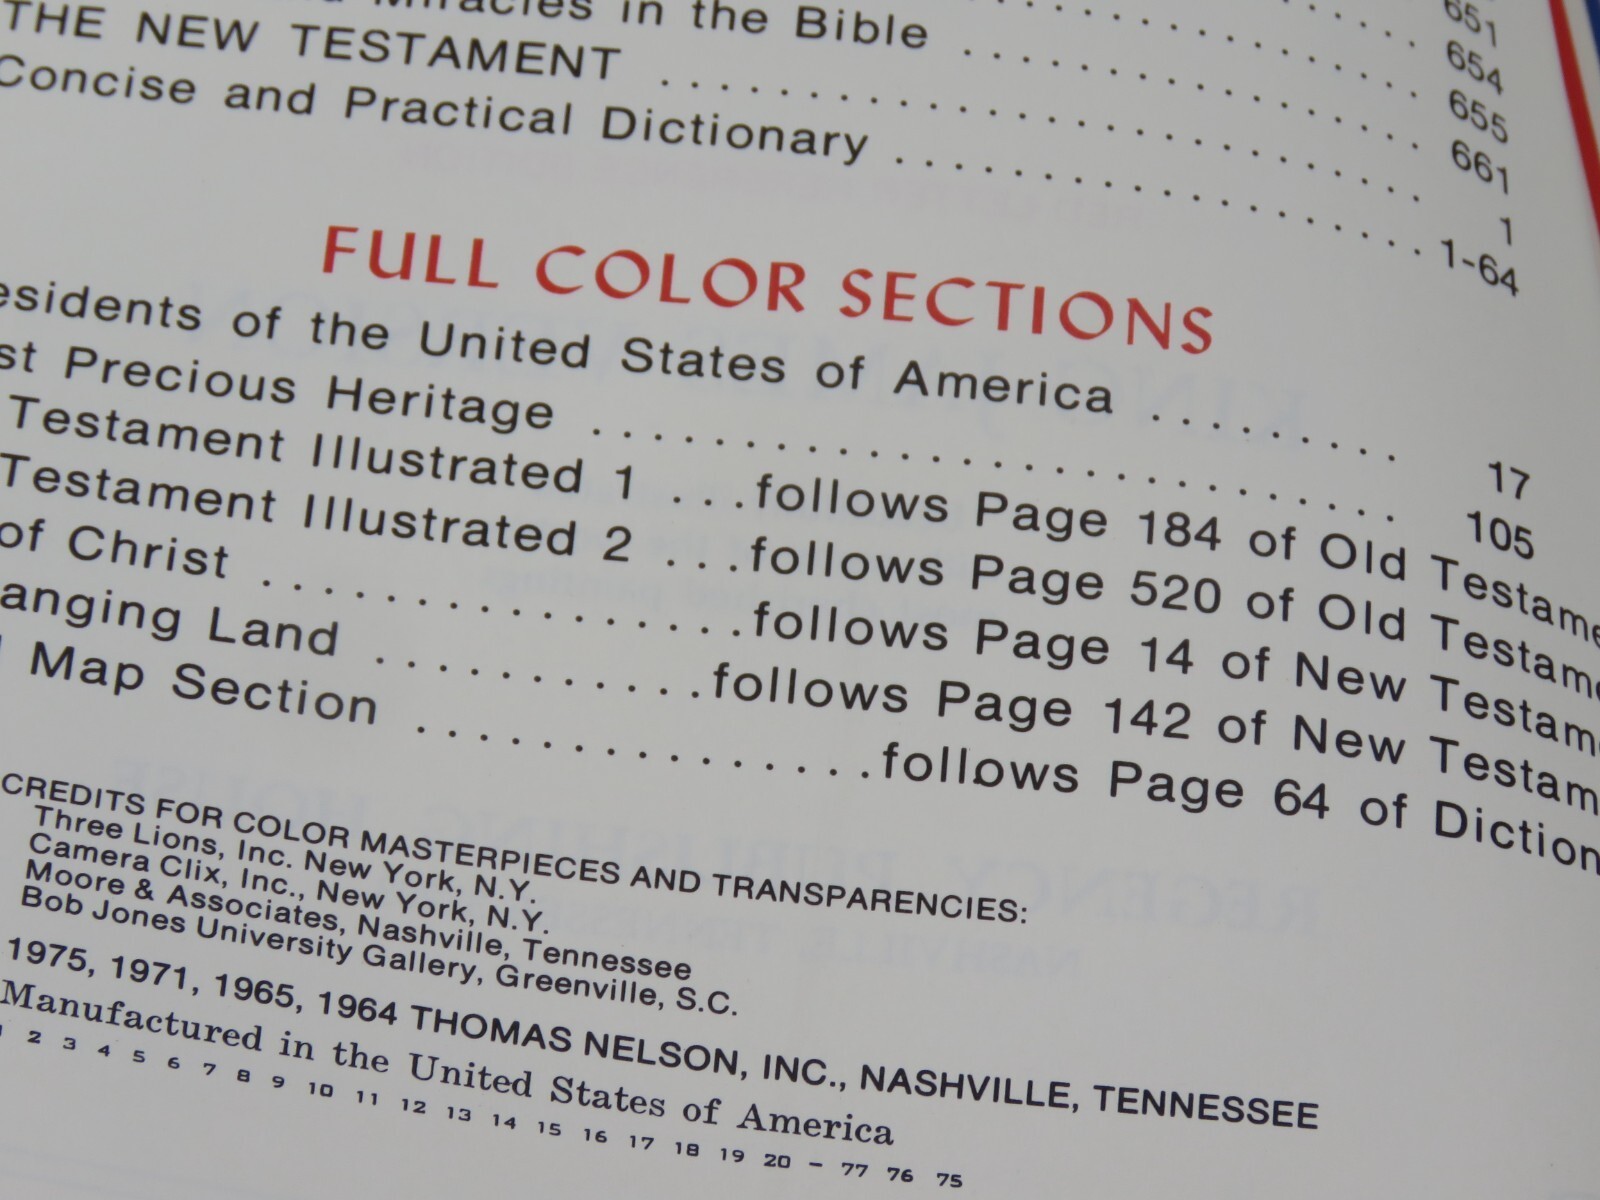 651
654
655
Miracles in the Bible . . . . . . . . . . . . . . 661
THE NEW TESTAMENT . . . . . . . . . . . . . . . . . . . . . . . . 1
Concise and Practical Dictionary . . . . . . . . . . . . . . . . . . 1-64
FULL COLOR SECTIONS
esidents of the United States of America . . . . . . . . 17
st Precious Heritage . . . . . . . . . . . . . . . . . . . . . . . . . . 105
Testament Illustrated 1 . . . follows Page 184 of Old Testame
Testament Illustrated 2 . . . follows Page 520 of Old Testame
of Christ . . . . . . . . . . . . . . . . follows Page 14 of New Testame
anging Land . . . . . . . . . . . follows Page 142 of New Testam
Map Section . . . . . . . . . . . . . . . follows Page 64 of Diction
CREDITS FOR COLOR MASTERPIECES AND TRANSPARENCIES:
Three Lions, Inc. New York, N.Y.
Camera Clix, Inc., New York, N.Y.
Moore & Associates, Nashville, Tennessee
Bob Jones University Gallery, Greenville, S.C.
1975, 1971, 1965, 1964 THOMAS NELSON, INC., NASHVILLE, TENNESSEE
Manufactured in the United States of America
1 2 3 4 5 6 7 8 9 10 11 12 13 14 15 16 17 18 19 20 – 77 76 75